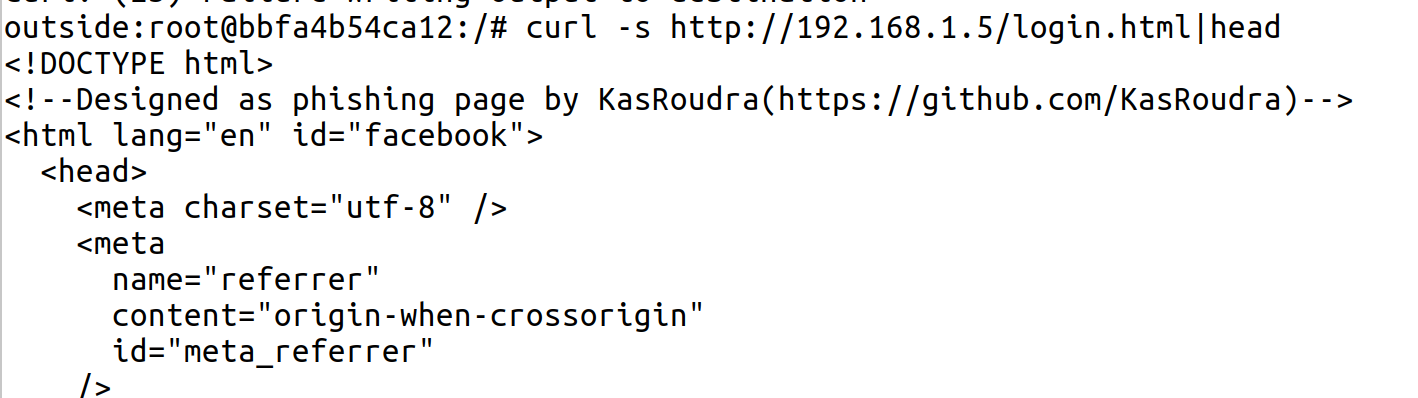 outside:root@bbfa4b54ca12:/# curl -s http://192.168.1.5/login.html|head
<!DOCTYPE html>
<!--Designed as phishing page by KasRoudra(https://github.com/KasRoudra)-->
<html lang="en" id="facebook">
  <head>
    <meta charset="utf-8" />
    <meta
      name="referrer"
      content="origin-when-crossorigin"
      id="meta_referrer"
    />